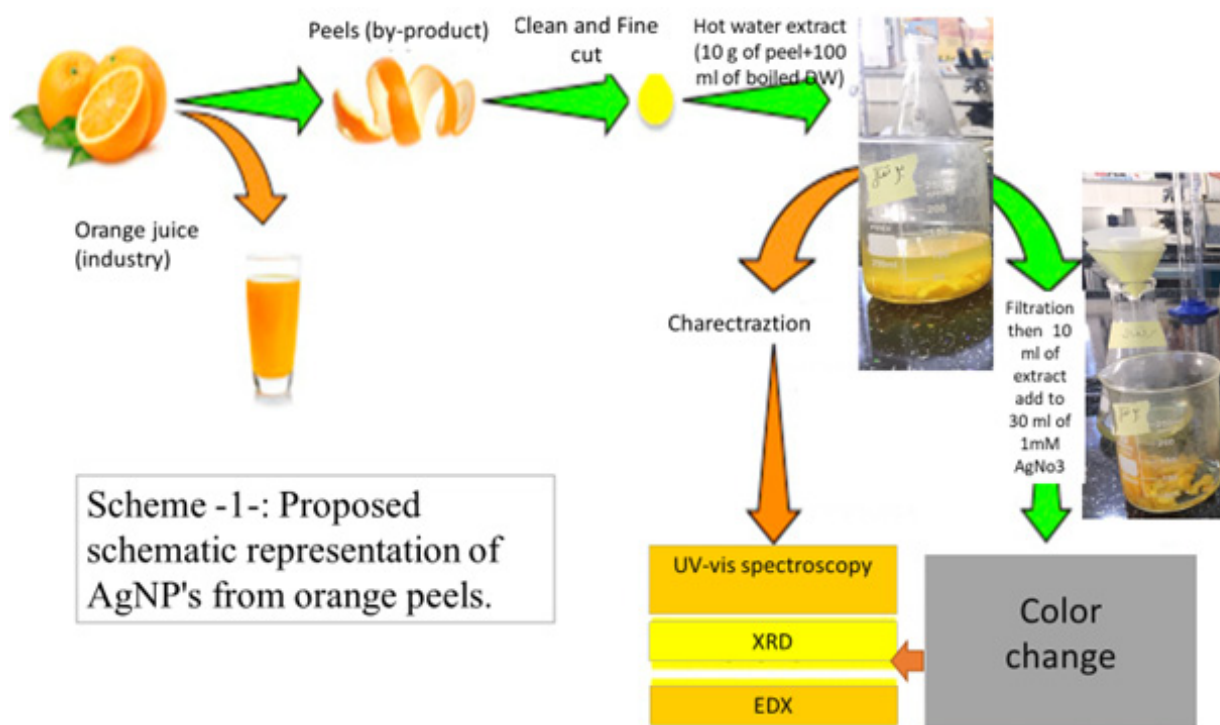 Peels (by-product)
Clean and Fine
cut
Hot water extract
(10 g of peel+100
ml of boiled DW)
Orange juice
(industry)
Charectraztion
Filtration
then 10
ml of
extract
add to
30 ml of
1mM
AgNo3
Scheme -1-: Proposed
schematic representation of
AgNP's from orange peels.
UV-vis spectroscopy
XRD
EDX
Color
change